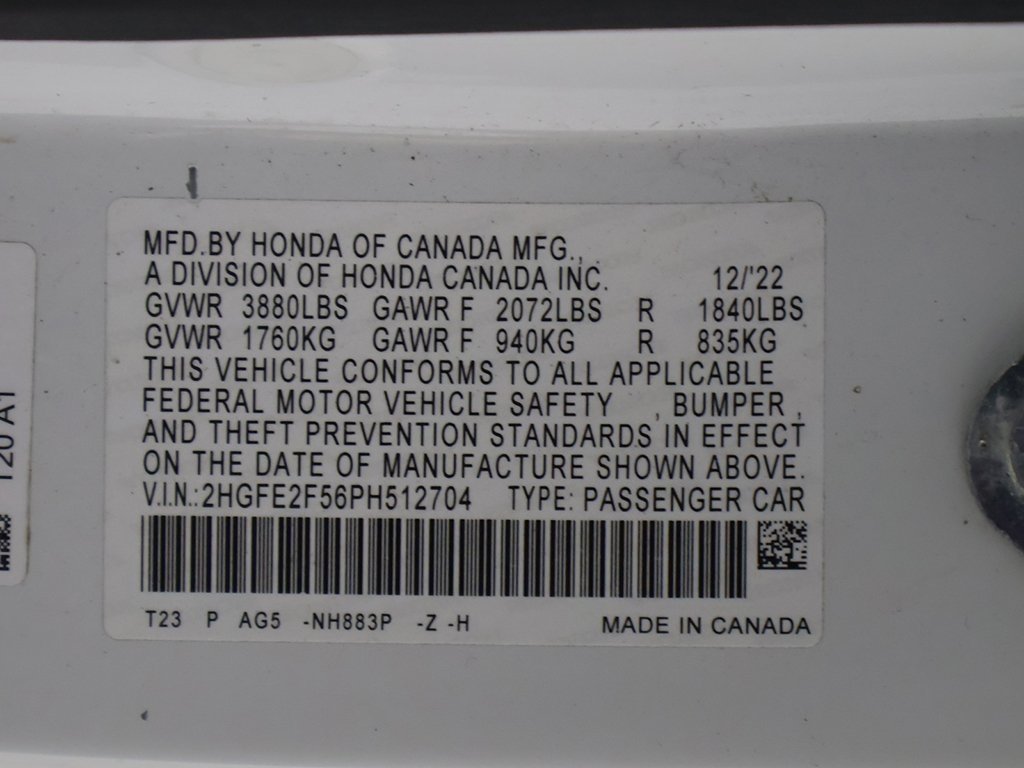 MFD.BY HONDA OF CANADA MFG.,
A DIVISION OF HONDA CANADA INC. 12/'22
GVWR 3880LBS GAWR F 2072LBS R 1840LBS
GVWR 1760KG GAWR F 940KG R 835KG
THIS VEHICLE CONFORMS TO ALL APPLICABLE
FEDERAL MOTOR VEHICLE SAFETY , BUMPER ,
AND THEFT PREVENTION STANDARDS IN EFFECT
ON THE DATE OF MANUFACTURE SHOWN ABOVE.
V.I.N.:2HGFE2F56PH512704 TYPE: PASSENGER CAR
T23 P AG5 -NH883P -Z -H MADE IN CANADA